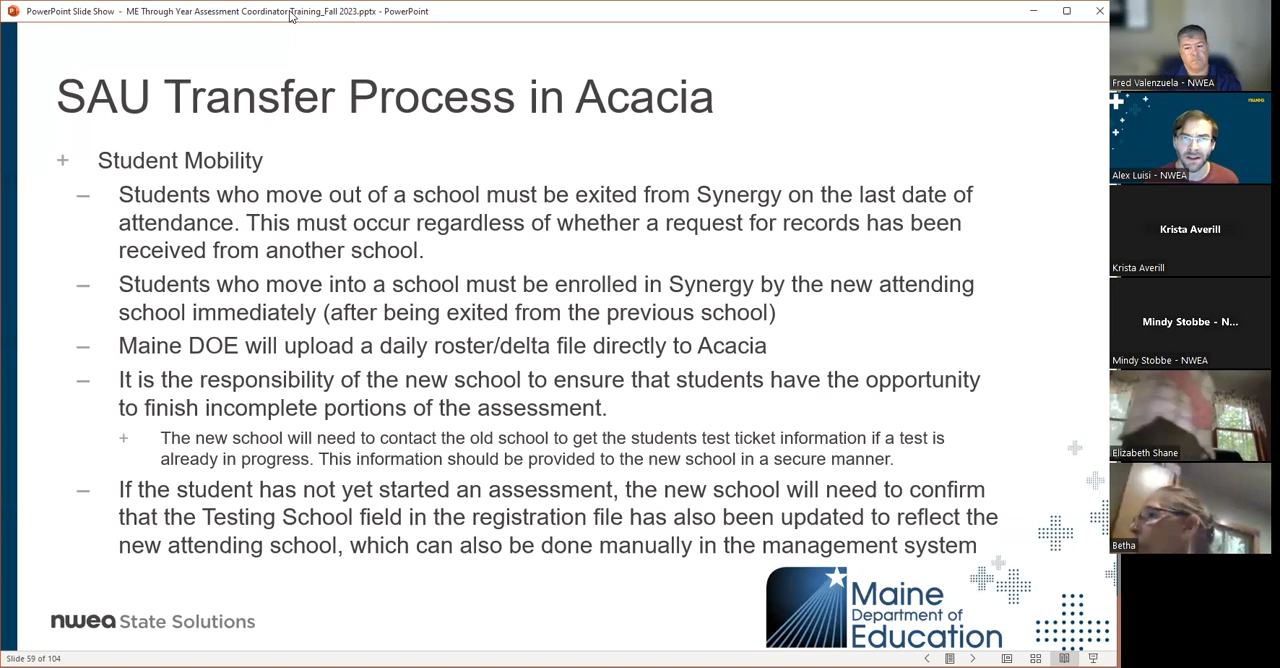 PowerPoint Slide Show - ME Through Year Assessment Coordinator Training_Fall 2023.pptx - PowerPoint
SAU Transfer Process in Acacia
+ Student Mobility
– Students who move out of a school must be exited from Synergy on the last date of
attendance. This must occur regardless of whether a request for records has been
received from another school.
– Students who move into a school must be enrolled in Synergy by the new attending
school immediately (after being exited from the previous school)
– Maine DOE will upload a daily roster/delta file directly to Acacia
– It is the responsibility of the new school to ensure that students have the opportunity
to finish incomplete portions of the assessment.
+ The new school will need to contact the old school to get the students test ticket information if a test is
already in progress. This information should be provided to the new school in a secure manner.
– If the student has not yet started an assessment, the new school will need to confirm
that the Testing School field in the registration file has also been updated to reflect the
new attending school, which can also be done manually in the management system
nwea State Solutions
Maine
Department of
Education
Slide 59 of 104
Fred Valenzuela - NWEA
nwea
Alex Luisi - NWEA
Krista Averill
Krista Averill
Mindy Stobbe - N...
Mindy Stobbe - NWEA
Elizabeth Shane
Betha